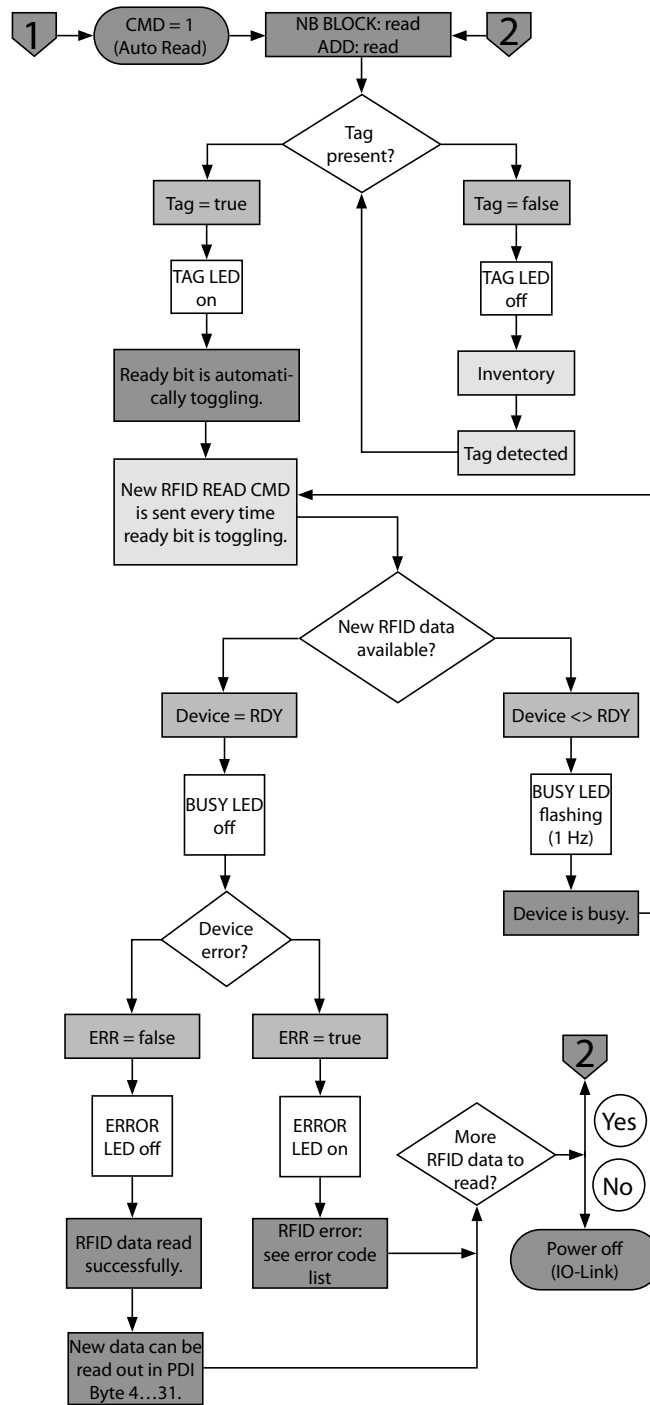 1
CMD = 1
(Auto Read)
NB BLOCK: read
ADD: read
2
Tag
present?
Tag = true
Tag = false
TAG LED
on
TAG LED
off
Ready bit is automati-
cally toggling.
Inventory
Tag detected
New RFID READ CMD
is sent every time
ready bit is toggling.
New RFID data
available?
Device = RDY
Device <> RDY
BUSY LED
off
BUSY LED
flashing
(1 Hz)
Device is busy.
Device
error?
ERR = false
ERR = true
ERROR
LED off
ERROR
LED on
RFID data read
successfully.
RFID error:
see error code
list
New data can be
read out in PDI
Byte 4…31.
More
RFID data to
read?
2
Yes
No
Power off
(IO-Link)